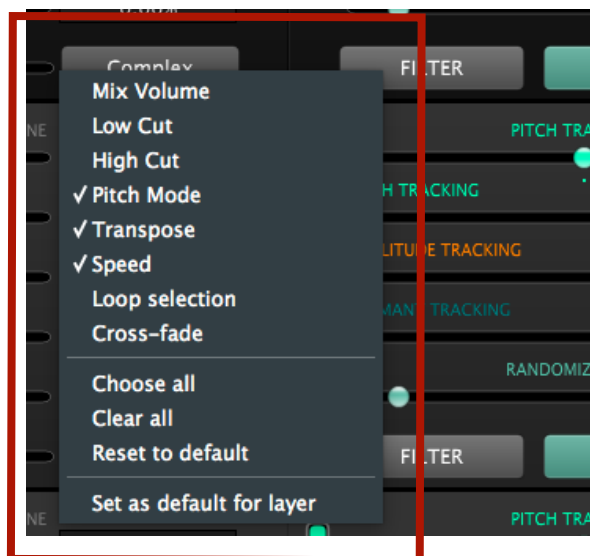 Complex
FILTER
Mix Volume
Low Cut
NE
PITCH TRA
High Cut
✓ Pitch Mode
H TRACKING
✓ Transpose
LITUDE TRACKING
✓ Speed
Loop selection
MANT TRACKING
Cross-fade
RANDOMIZ
Choose all
Clear all
Reset to default
FILTER
Set as default for layer
NE
PITCH TRA